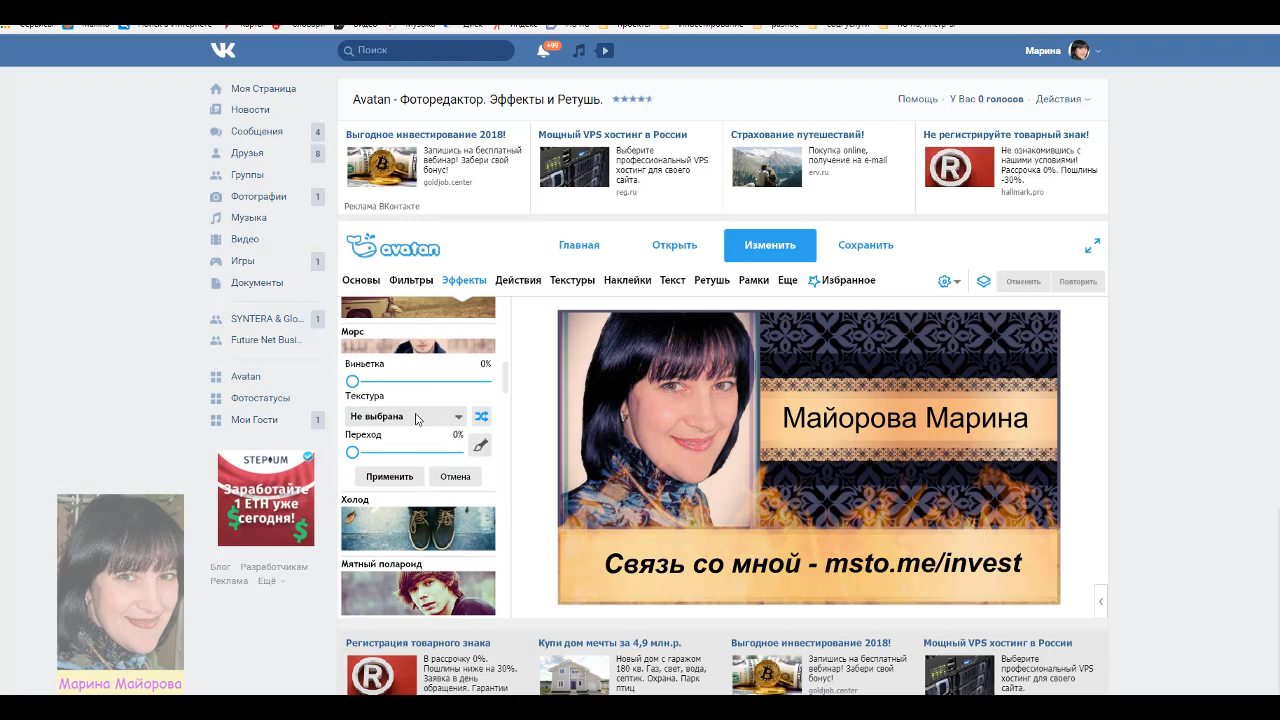 Поиск
+99
Марина
Моя Страница
Новости
Сообщения 4
Друзья 8
Группы
Фотографии 1
Музыка
Видео
Игры 1
Документы
SYNTERA & Glo... 1
Future Net Busi..
Avatan
Фотостатусы
Мои Гости 1
STEPIUM
Заработайте
1 ETH уже
сегодня!
Блог Разработчикам
Реклама Ещё
Марина Майорова
Avatan - Фоторедактор. Эффекты и Ретушь.
Помощь У Вас 0 голосов Действия
Выгодное инвестирование 2018!
Запишись на бесплатный
вебинар! Забери свой
бонус!
goldjob.center
Мощный VPS хостинг в России
Выберите
профессиональный VPS
хостинг для своего
сайта.
reg.ru
Страхование путешествий!
Покупка online,
получение на e-mail
erv.ru
Не регистрируйте товарный знак!
Не ознакомившись с
нашими условиями!
Рассрочка 0%. Пошлины
-30%.
hallmark.pro
Реклама ВКонтакте
avatan
Главная Открыть Изменить Сохранить
Основы Фильтры Эффекты Действия Текстуры Наклейки Текст Ретушь Рамки Еще Избранное
Отменить Повторить
Морс
Виньетка 0%
Текстура
Не выбрана
Переход 0%
Применить Отмена
Холод
Мятный полароид
Майорова Марина
Связь со мной - msto.me/invest
Регистрация товарного знака
В рассрочку 0%.
Пошлины ниже на 30%.
Заявка в день
обращения. Гарантии
Купи дом мечты за 4,9 млн.р.
Новый дом с гаражом
180 кв. Газ, свет, вода,
септик. Охрана. Парк
птиц
Выгодное инвестирование 2018!
Запишись на бесплатный
вебинар! Забери свой
бонус!
goldjob.center
Мощный VPS хостинг в России
Выберите
профессиональный VPS
хостинг для своего
сайта.